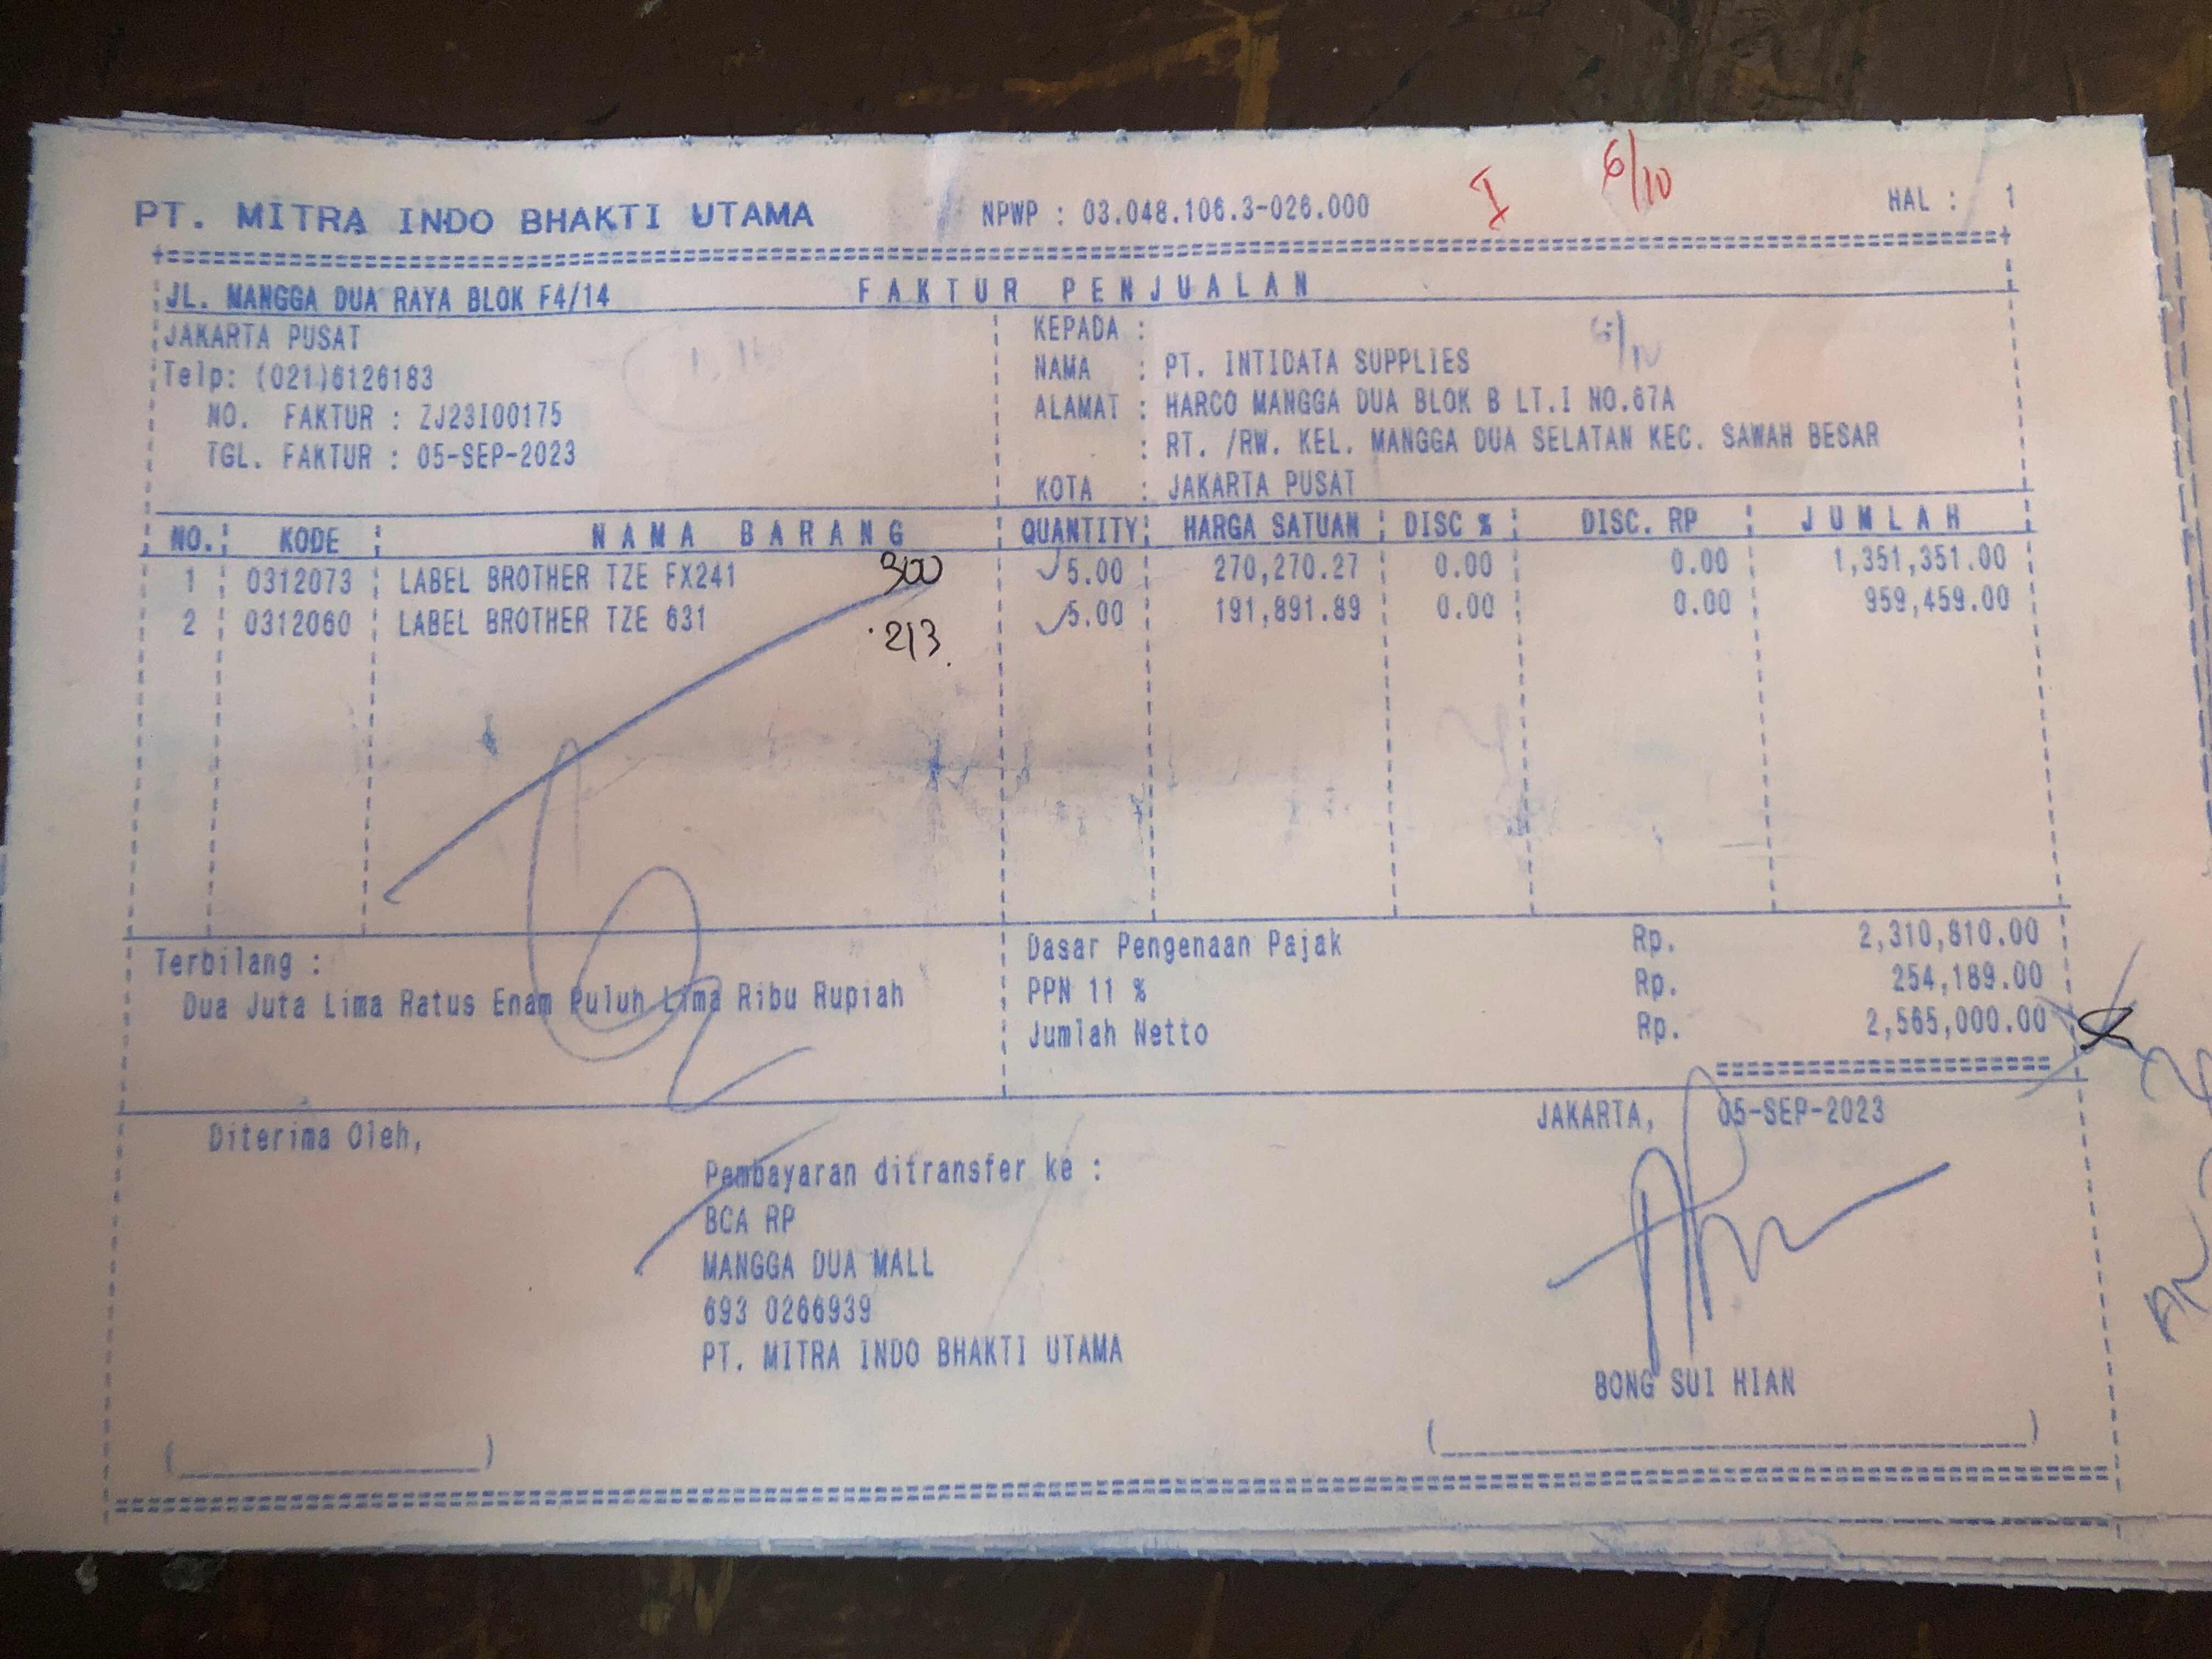 PT. MITRA INDO BHAKTI UTAMA NPWP : 03.048.106.3-026.000 I 6/10 HAL : 1
FAKTUR PENJUALAN
JL. MANGGA DUA RAYA BLOK F4/14
JAKARTA PUSAT
Telp: (021)6126183
NO. FAKTUR : ZJ23I00175
TGL. FAKTUR : 05-SEP-2023
KEPADA :
NAMA : PT. INTIDATA SUPPLIES
ALAMAT : HARCO MANGGA DUA BLOK B LT.I NO.67A
: RT. /RW. KEL. MANGGA DUA SELATAN KEC. SAWAH BESAR
KOTA : JAKARTA PUSAT
NO. KODE NAMA BARANG QUANTITY HARGA SATUAN DISC % DISC. RP JUMLAH
1 0312073 LABEL BROTHER TZE FX241 300 5.00 270,270.27 0.00 0.00 1,351,351.00
2 0312060 LABEL BROTHER TZE 631 213 5.00 191,891.89 0.00 0.00 959,459.00
Terbilang :
Dua Juta Lima Ratus Enam Puluh Lima Ribu Rupiah
Dasar Pengenaan Pajak Rp. 2,310,810.00
PPN 11 % Rp. 254,189.00
Jumlah Netto Rp. 2,565,000.00
Diterima Oleh,
Pembayaran ditransfer ke :
BCA RP
MANGGA DUA MALL
693 0266939
PT. MITRA INDO BHAKTI UTAMA
JAKARTA, 05-SEP-2023
BONG SUI HIAN